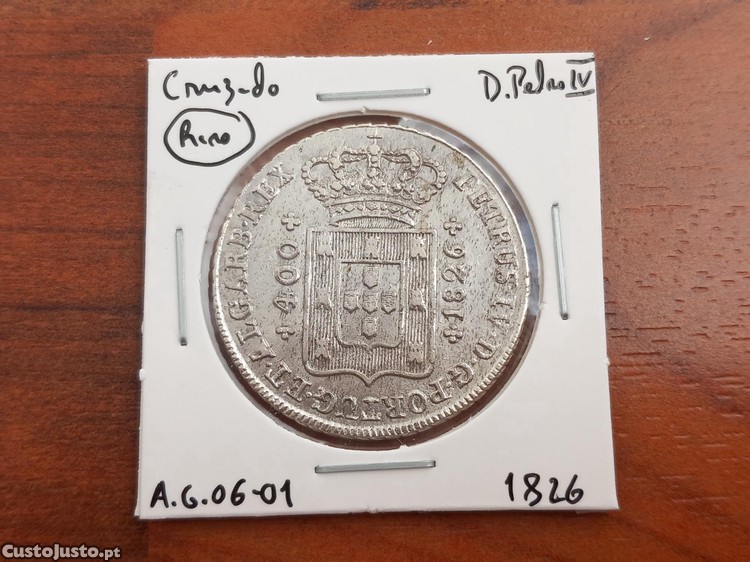 Cruzado
D. Pedro IV
Raro
PETRUS.IV.D.G.PORTUG.ET.ALGARB.REX
400
1826
A.G.06-01
1826
CustoJusto.pt